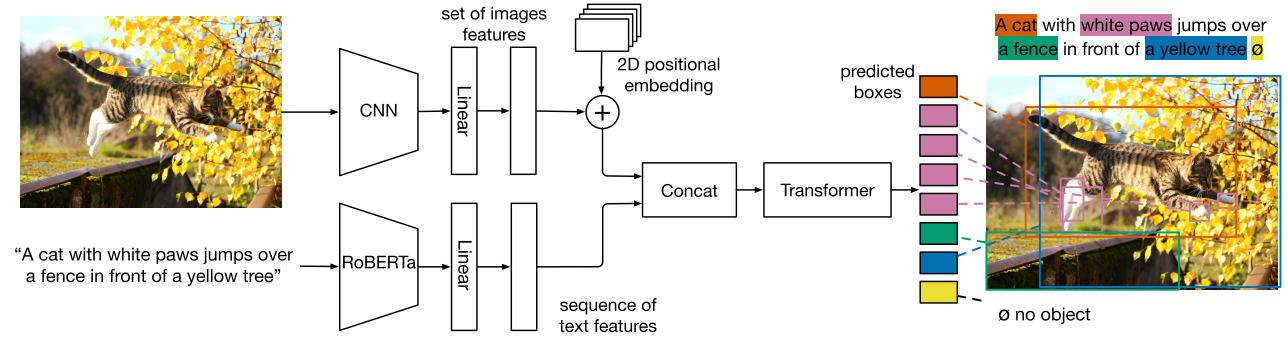 set of images
features
2D positional
embedding
CNN
Linear
+
“A cat with white paws jumps over
a fence in front of a yellow tree”
RoBERTa
Linear
sequence of
text features
Concat
Transformer
predicted
boxes
A cat with white paws jumps over
a fence in front of a yellow tree ø
ø no object